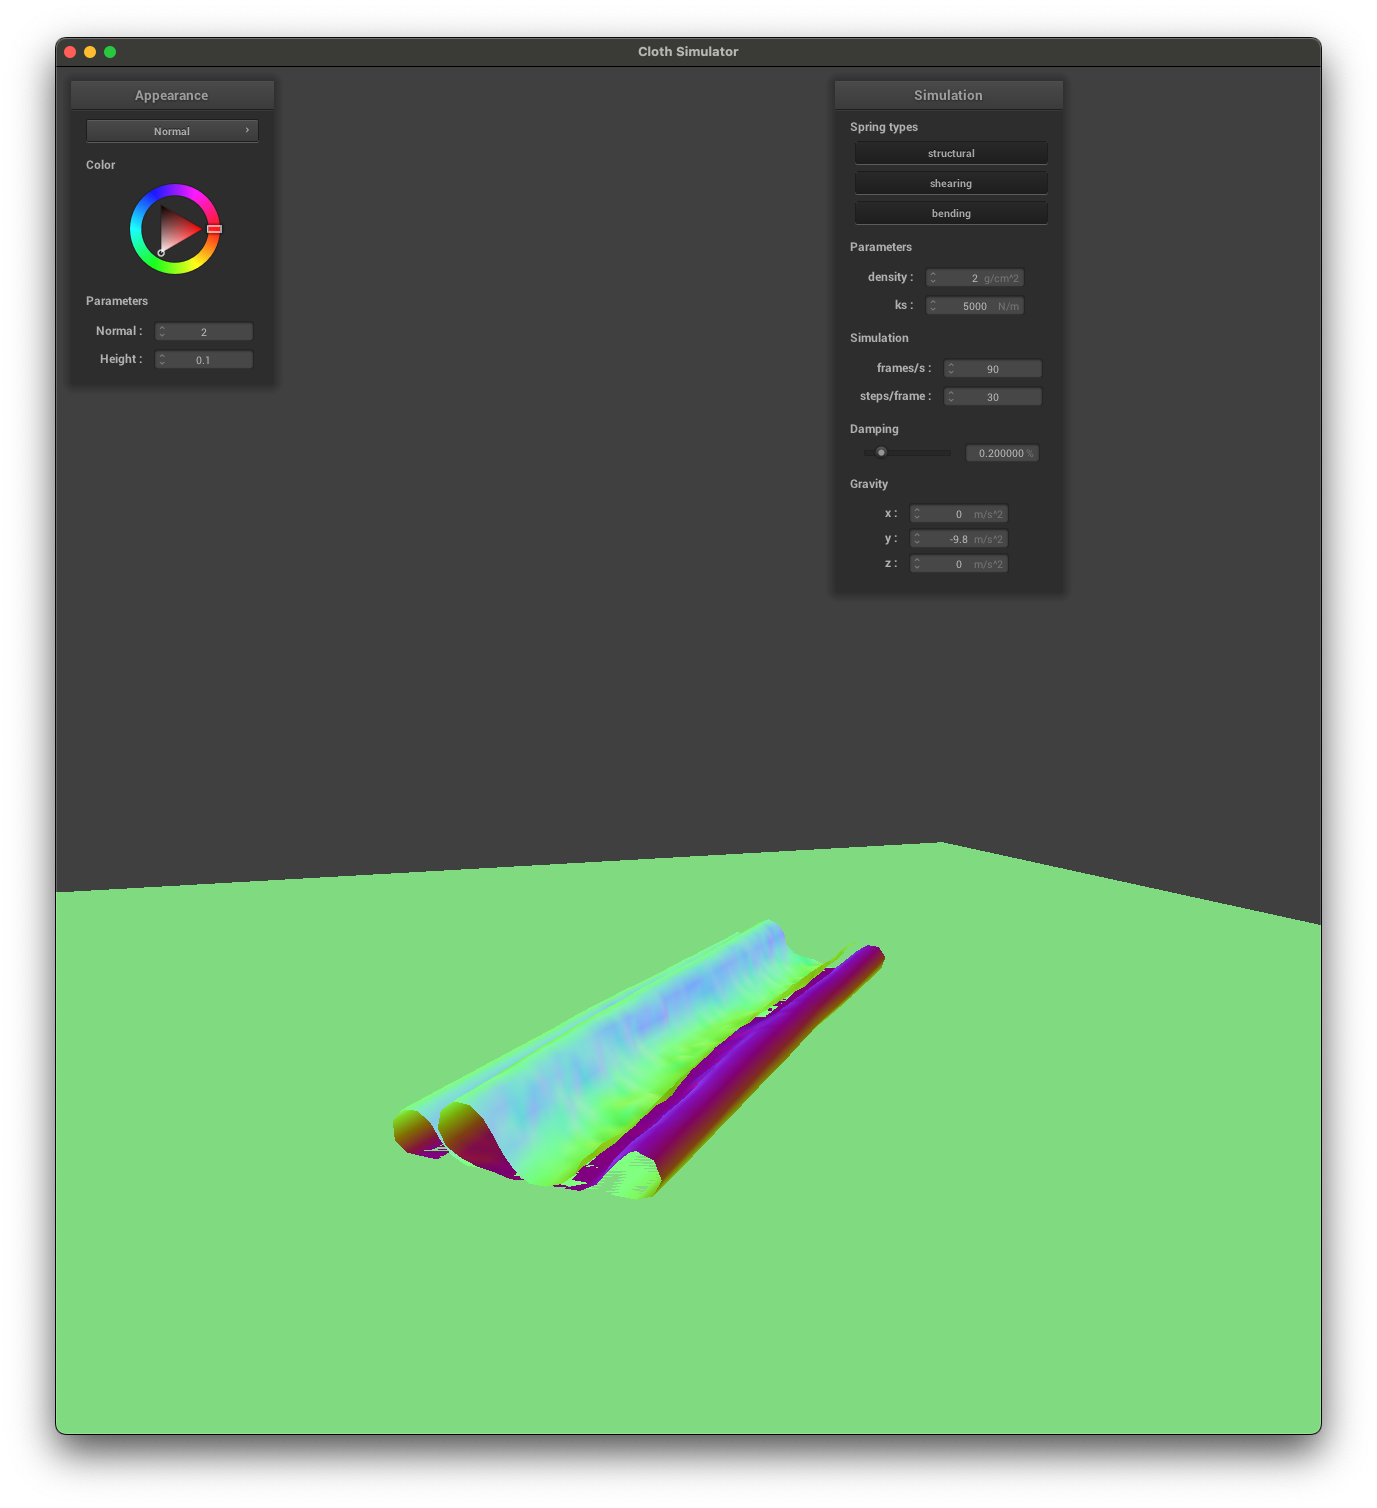 Cloth Simulator
Appearance
Normal ›
Color
Parameters
Normal : 2
Height : 0.1
Simulation
Spring types
structural
shearing
bending
Parameters
density : 2 g/cm^2
ks : 5000 N/m
Simulation
frames/s : 90
steps/frame : 30
Damping
0.200000 %
Gravity
x : 0 m/s^2
y : -9.8 m/s^2
z : 0 m/s^2